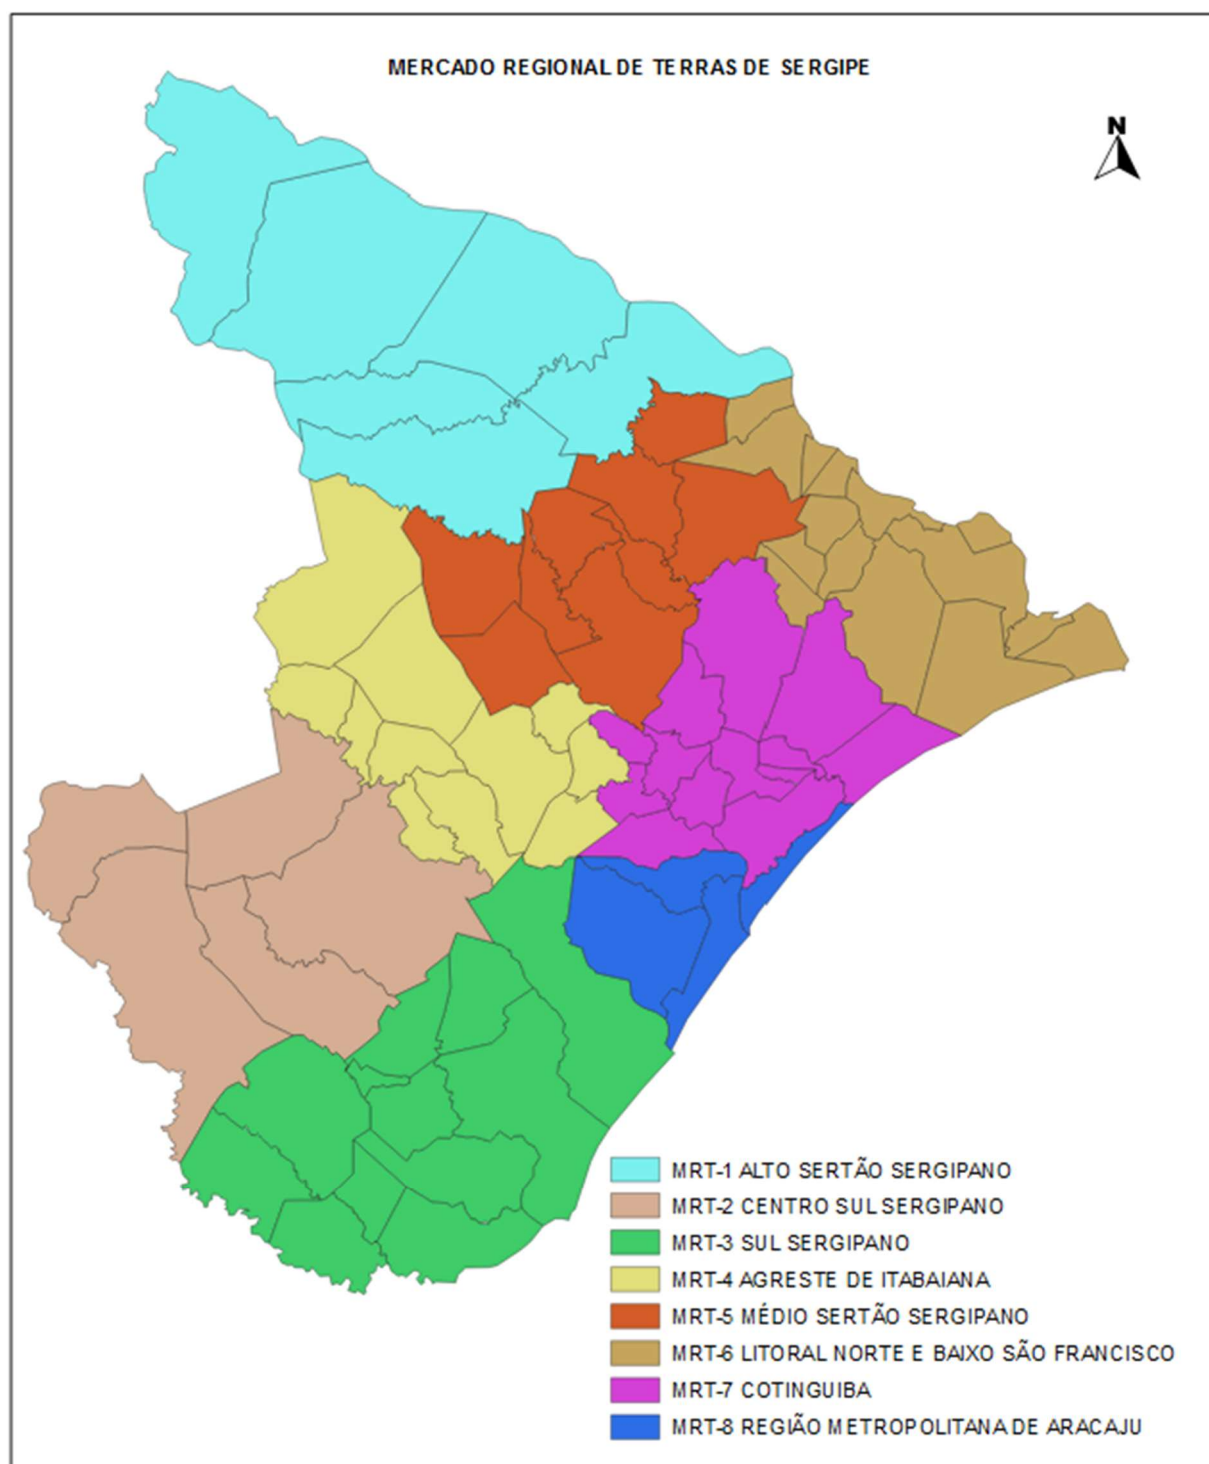 MERCADO REGIONAL DE TERRAS DE SERGIPE
N
MRT-1 ALTO SERTÃO SERGIPANO
MRT-2 CENTRO SUL SERGIPANO
MRT-3 SUL SERGIPANO
MRT-4 AGRESTE DE ITABAIANA
MRT-5 MÉDIO SERTÃO SERGIPANO
MRT-6 LITORAL NORTE E BAIXO SÃO FRANCISCO
MRT-7 COTINGUIBA
MRT-8 REGIÃO METROPOLITANA DE ARACAJU